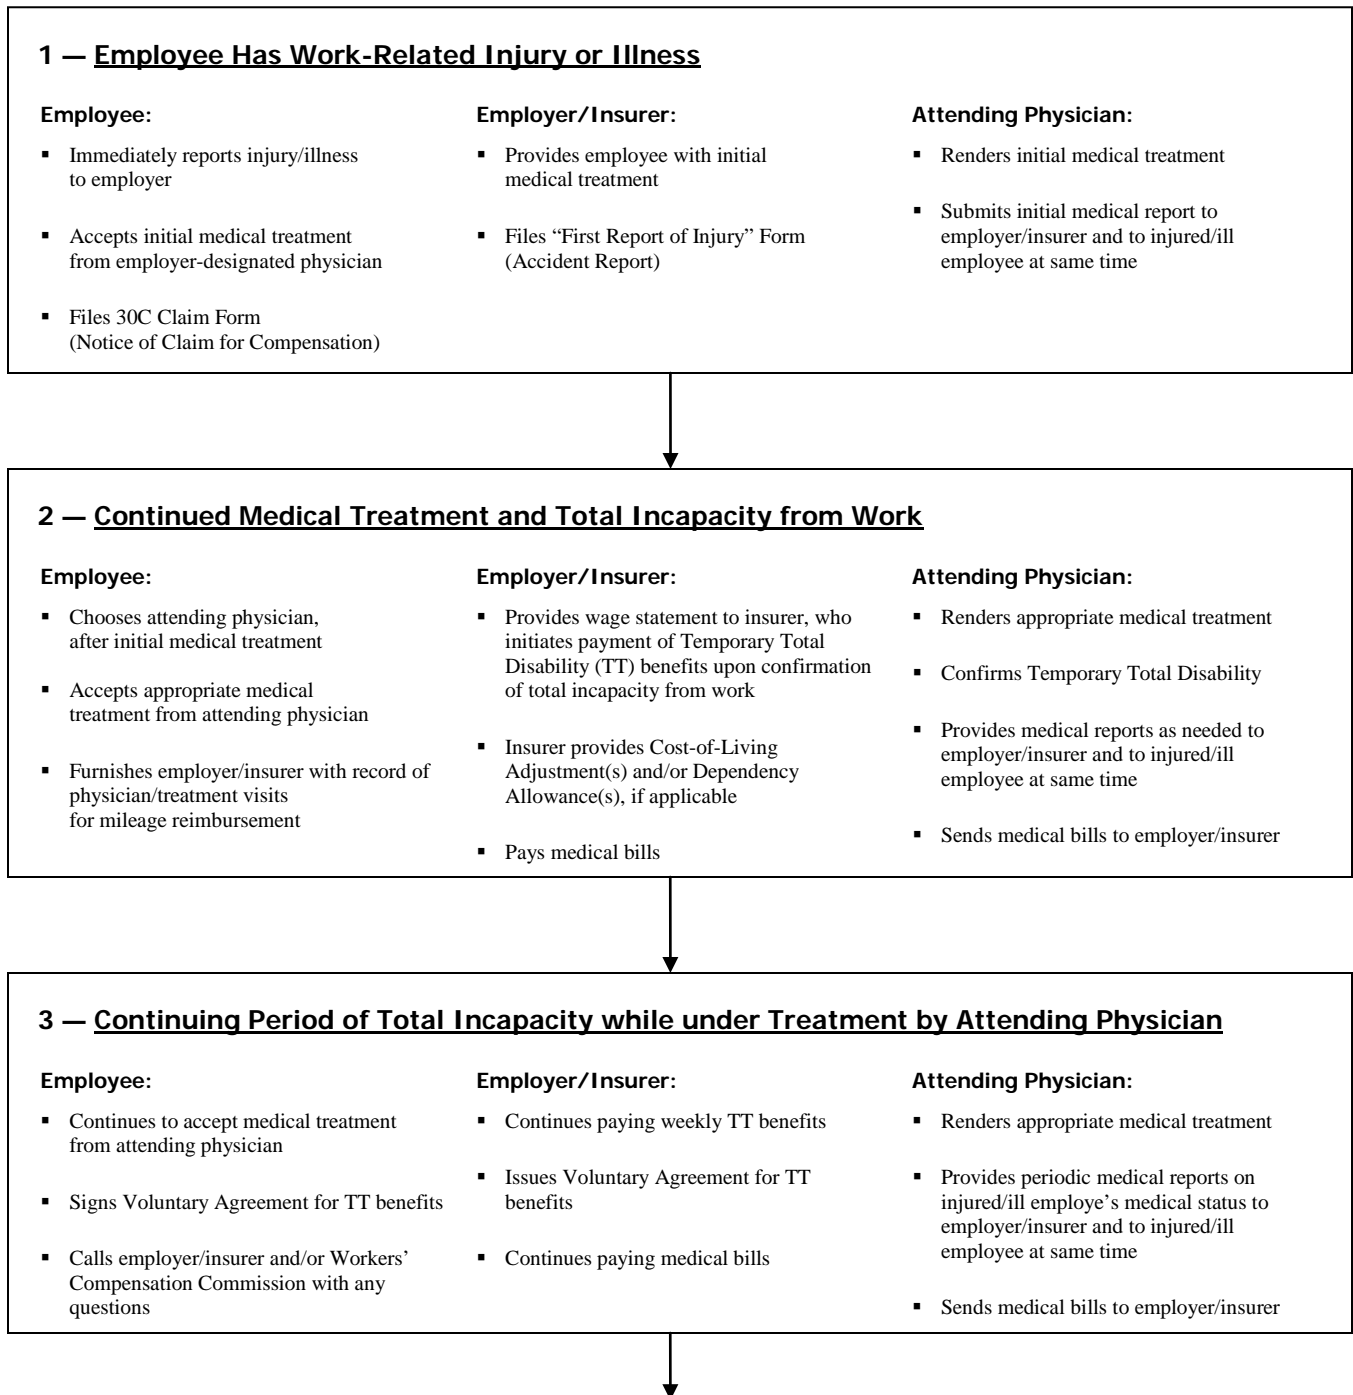 1 — Employee Has Work-Related Injury or Illness
Employee:
▪ Immediately reports injury/illness
to employer
▪ Accepts initial medical treatment
from employer-designated physician
▪ Files 30C Claim Form
(Notice of Claim for Compensation)
Employer/Insurer:
▪ Provides employee with initial
medical treatment
▪ Files “First Report of Injury” Form
(Accident Report)
Attending Physician:
▪ Renders initial medical treatment
▪ Submits initial medical report to
employer/insurer and to injured/ill
employee at same time
2 — Continued Medical Treatment and Total Incapacity from Work
Employee:
▪ Chooses attending physician,
after initial medical treatment
▪ Accepts appropriate medical
treatment from attending physician
▪ Furnishes employer/insurer with record of
physician/treatment visits
for mileage reimbursement
Employer/Insurer:
▪ Provides wage statement to insurer, who
initiates payment of Temporary Total
Disability (TT) benefits upon confirmation
of total incapacity from work
▪ Insurer provides Cost-of-Living
Adjustment(s) and/or Dependency
Allowance(s), if applicable
▪ Pays medical bills
Attending Physician:
▪ Renders appropriate medical treatment
▪ Confirms Temporary Total Disability
▪ Provides medical reports as needed to
employer/insurer and to injured/ill
employee at same time
▪ Sends medical bills to employer/insurer
3 — Continuing Period of Total Incapacity while under Treatment by Attending Physician
Employee:
▪ Continues to accept medical treatment
from attending physician
▪ Signs Voluntary Agreement for TT benefits
▪ Calls employer/insurer and/or Workers’
Compensation Commission with any
questions
Employer/Insurer:
▪ Continues paying weekly TT benefits
▪ Issues Voluntary Agreement for TT
benefits
▪ Continues paying medical bills
Attending Physician:
▪ Renders appropriate medical treatment
▪ Provides periodic medical reports on
injured/ill employe’s medical status to
employer/insurer and to injured/ill
employee at same time
▪ Sends medical bills to employer/insurer